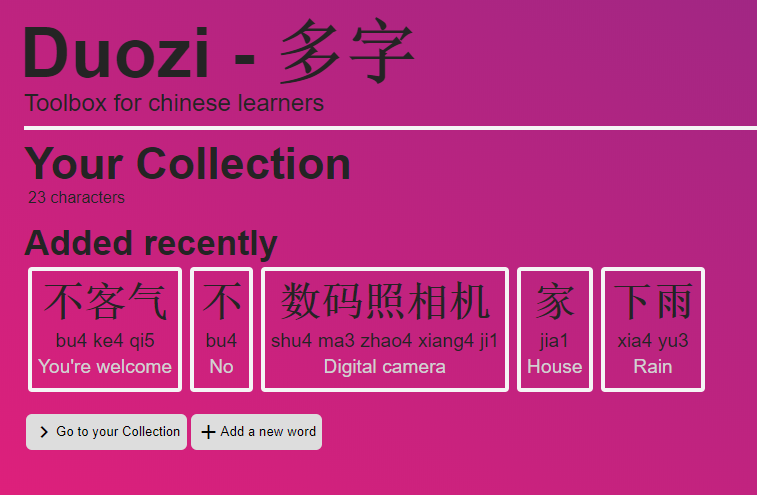 Duozi - 多字
Toolbox for chinese learners
Your Collection
23 characters
Added recently
不客气
bu4 ke4 qi5
You're welcome
不
bu4
No
数码照相机
shu4 ma3 zhao4 xiang4 ji1
Digital camera
家
jia1
House
下雨
xia4 yu3
Rain
Go to your Collection
Add a new word